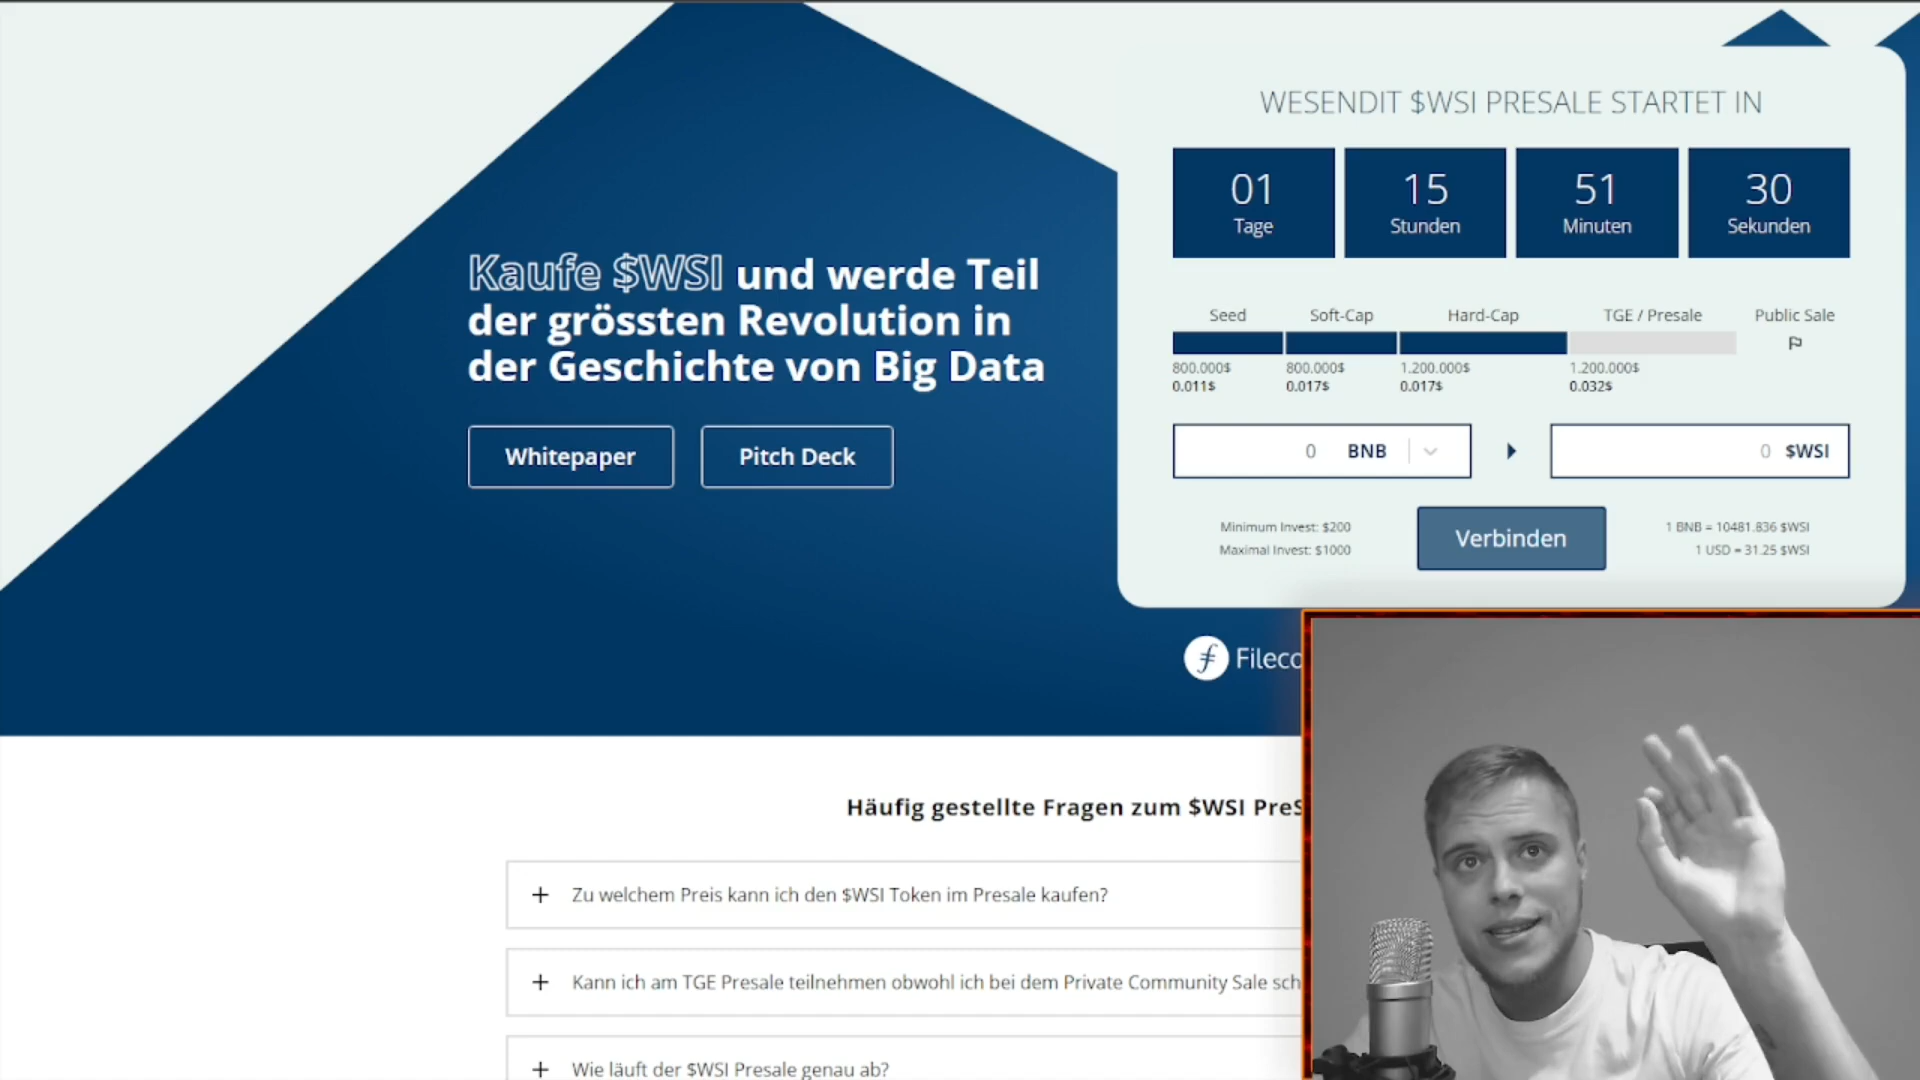 WESENDIT $WSI PRESALE STARTET IN
01
Tage
15
Stunden
51
Minuten
30
Sekunden
Seed
Soft-Cap
Hard-Cap
TGE / Presale
Public Sale
800.000$
0.011$
800.000$
0.017$
1.200.000$
0.017$
1.200.000$
0.032$
0 BNB
0 $WSI
Minimum Invest: $200
Maximal Invest: $1000
Verbinden
1 BNB = 10481.836 $WSI
1 USD = 31.25 $WSI
Kaufe $WSI und werde Teil
der grössten Revolution in
der Geschichte von Big Data
Whitepaper
Pitch Deck
Fileco
Häufig gestellte Fragen zum $WSI PreS
+ Zu welchem Preis kann ich den $WSI Token im Presale kaufen?
+ Kann ich am TGE Presale teilnehmen obwohl ich bei dem Private Community Sale sch
+ Wie läuft der $WSI Presale genau ab?